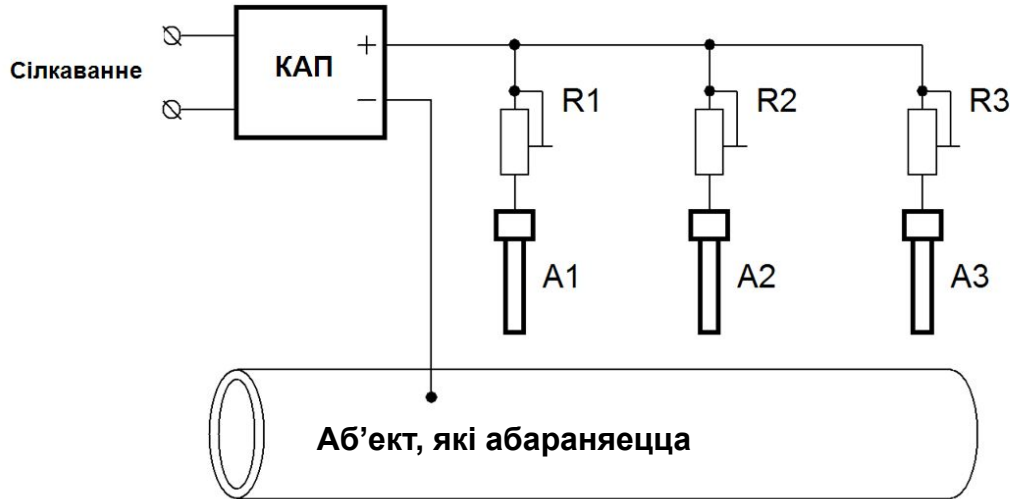 Сілкаванне
КАП
+
−
R1
R2
R3
A1
A2
A3
Аб’ект, які абараняецца